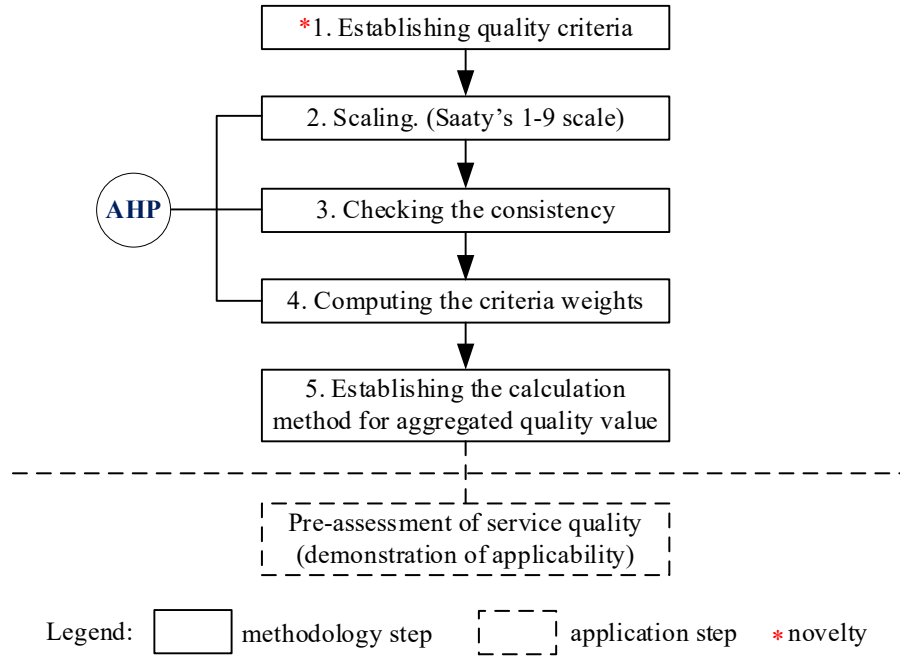 *1. Establishing quality criteria
2. Scaling. (Saaty’s 1-9 scale)
AHP
3. Checking the consistency
4. Computing the criteria weights
5. Establishing the calculation
method for aggregated quality value
Pre-assessment of service quality
(demonstration of applicability)
Legend: methodology step application step *novelty